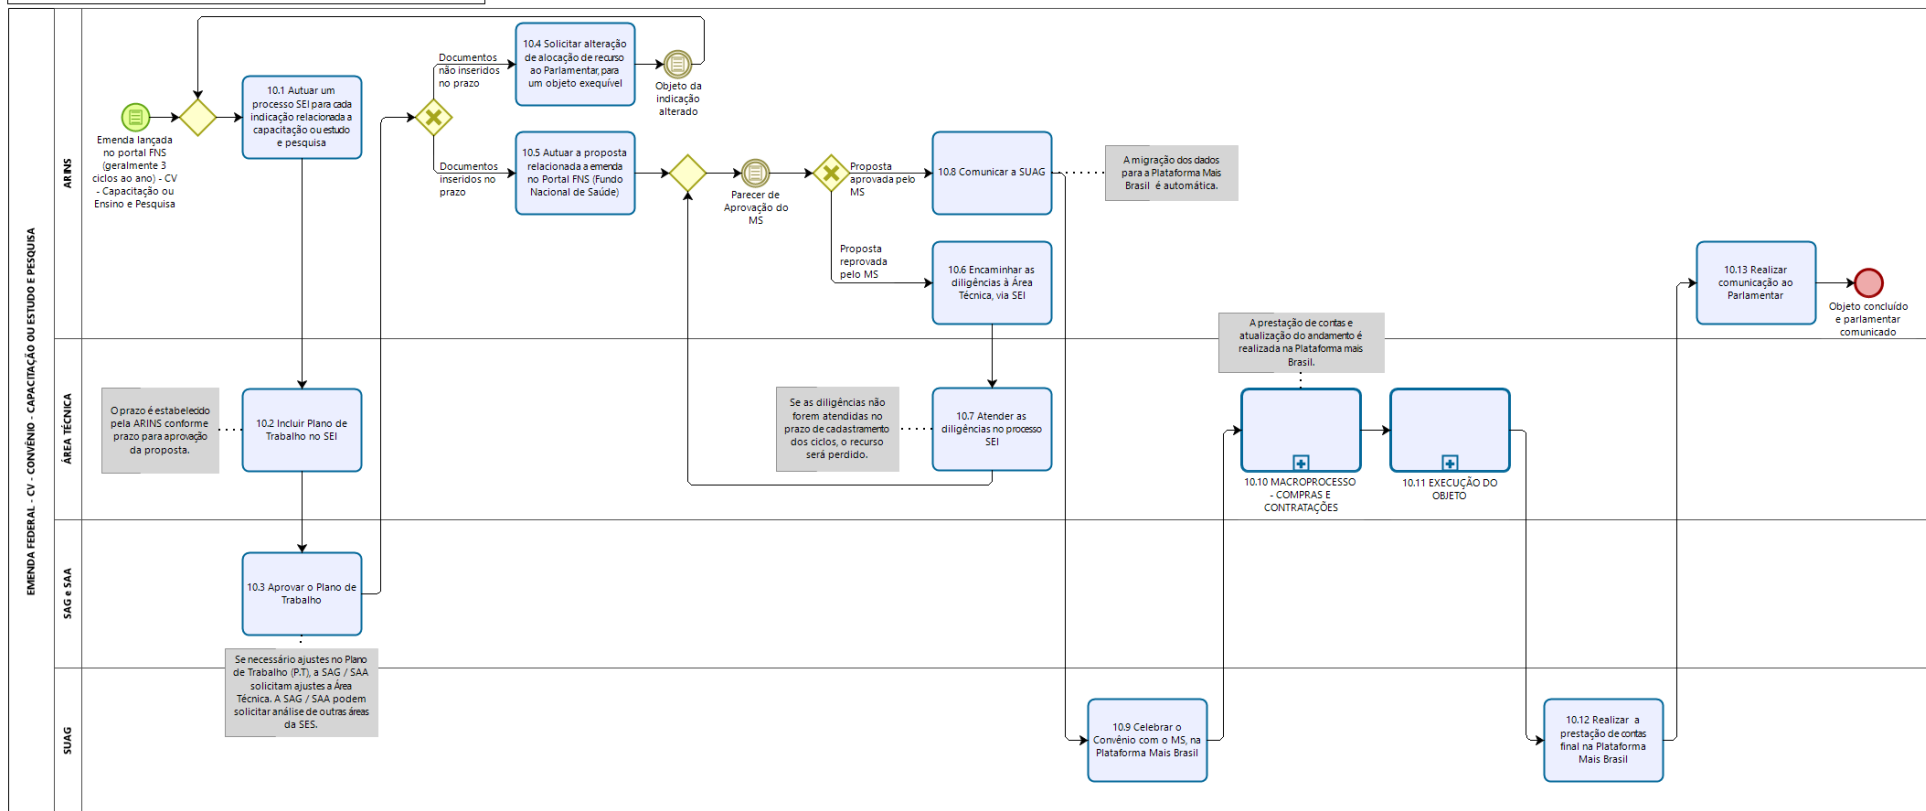 EMENDA FEDERAL - CV - CONVÊNIO - CAPACITAÇÃO OU ESTUDO E PESQUISA
ARINS
Emenda lançada
no portal FNS
(geralmente 3
ciclos ao ano) - CV
- Capacitação ou
Ensino e Pesquisa
10.1 Autuar um
processo SEI para cada
indicação relacionada a
capacitação ou estudo
e pesquisa
Documentos
não inseridos
no prazo
10.4 Solicitar alteração
de alocação de recurso
ao Parlamentar, para
um objeto exequível
Objeto da
indicação
alterado
Documentos
inseridos no
prazo
10.5 Autuar a proposta
relacionada a emenda
no Portal FNS (Fundo
Nacional de Saúde)
Parecer de
Aprovação do
MS
Proposta
aprovada pelo
MS
10.8 Comunicar a SUAG
A migração dos dados
para a Plataforma Mais
Brasil é automática.
Proposta
reprovada
pelo MS
10.6 Encaminhar as
diligências à Área
Técnica, via SEI
10.13 Realizar
comunicação ao
Parlamentar
Objeto concluído
e parlamentar
comunicado
ÁREA TÉCNICA
O prazo é estabelecido
pela ARINS conforme
prazo para aprovação
da proposta.
10.2 Incluir Plano de
Trabalho no SEI
Se as diligências não
forem atendidas no
prazo de cadastramento
dos ciclos, o recurso
será perdido.
10.7 Atender as
diligências no processo
SEI
A prestação de contas e
atualização do andamento é
realizada na Plataforma mais
Brasil.
10.10 MACROPROCESSO
- COMPRAS E
CONTRATAÇÕES
10.11 EXECUÇÃO DO
OBJETO
SAG e SAA
10.3 Aprovar o Plano de
Trabalho
Se necessário ajustes no Plano
de Trabalho (P.T), a SAG / SAA
solicitam ajustes a Área
Técnica. A SAG / SAA podem
solicitar análise de outras áreas
da SES.
SUAG
10.9 Celebrar o
Convênio com o MS, na
Plataforma Mais Brasil
10.12 Realizar a
prestação de contas
final na Plataforma
Mais Brasil